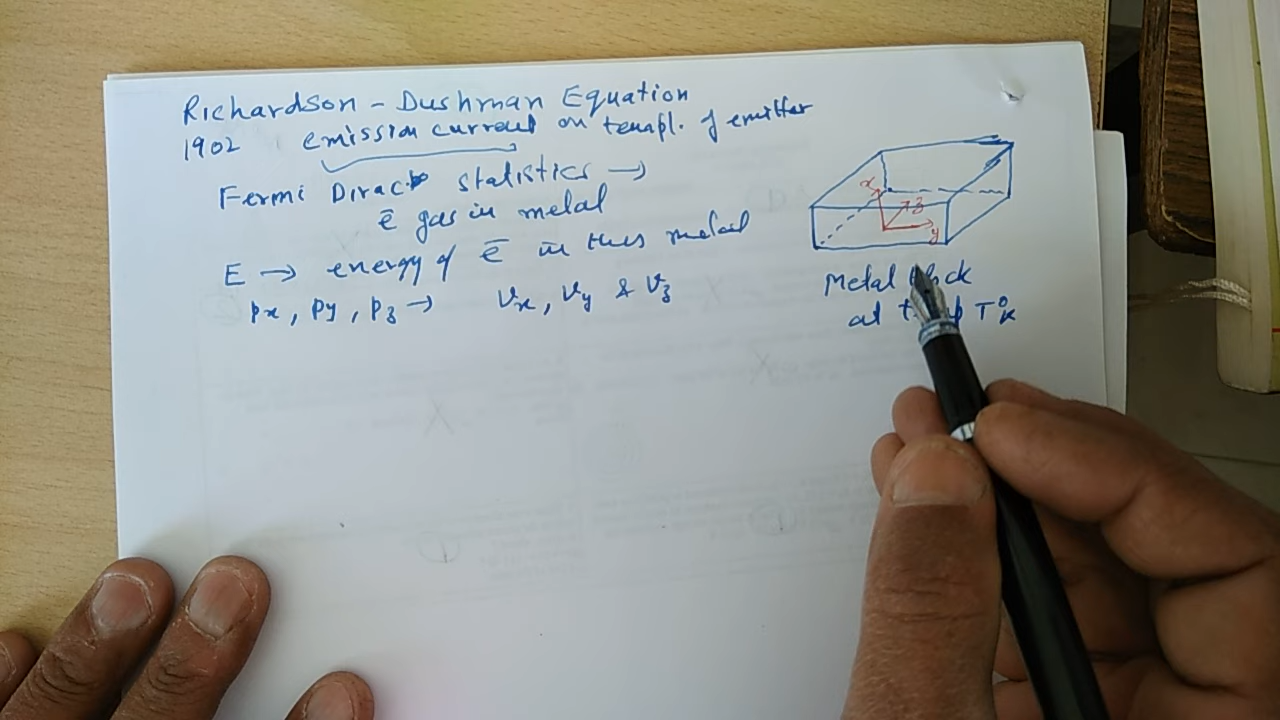 Richardson - Dushman Equation
1902 emission current on templ. of emitter
Fermi Dirac statistics →
ē gas in metal
E → energy of ē in this metal
px, py, pz → Vx, Vy & Vz
x
z
y
Metal block
at temp T°K